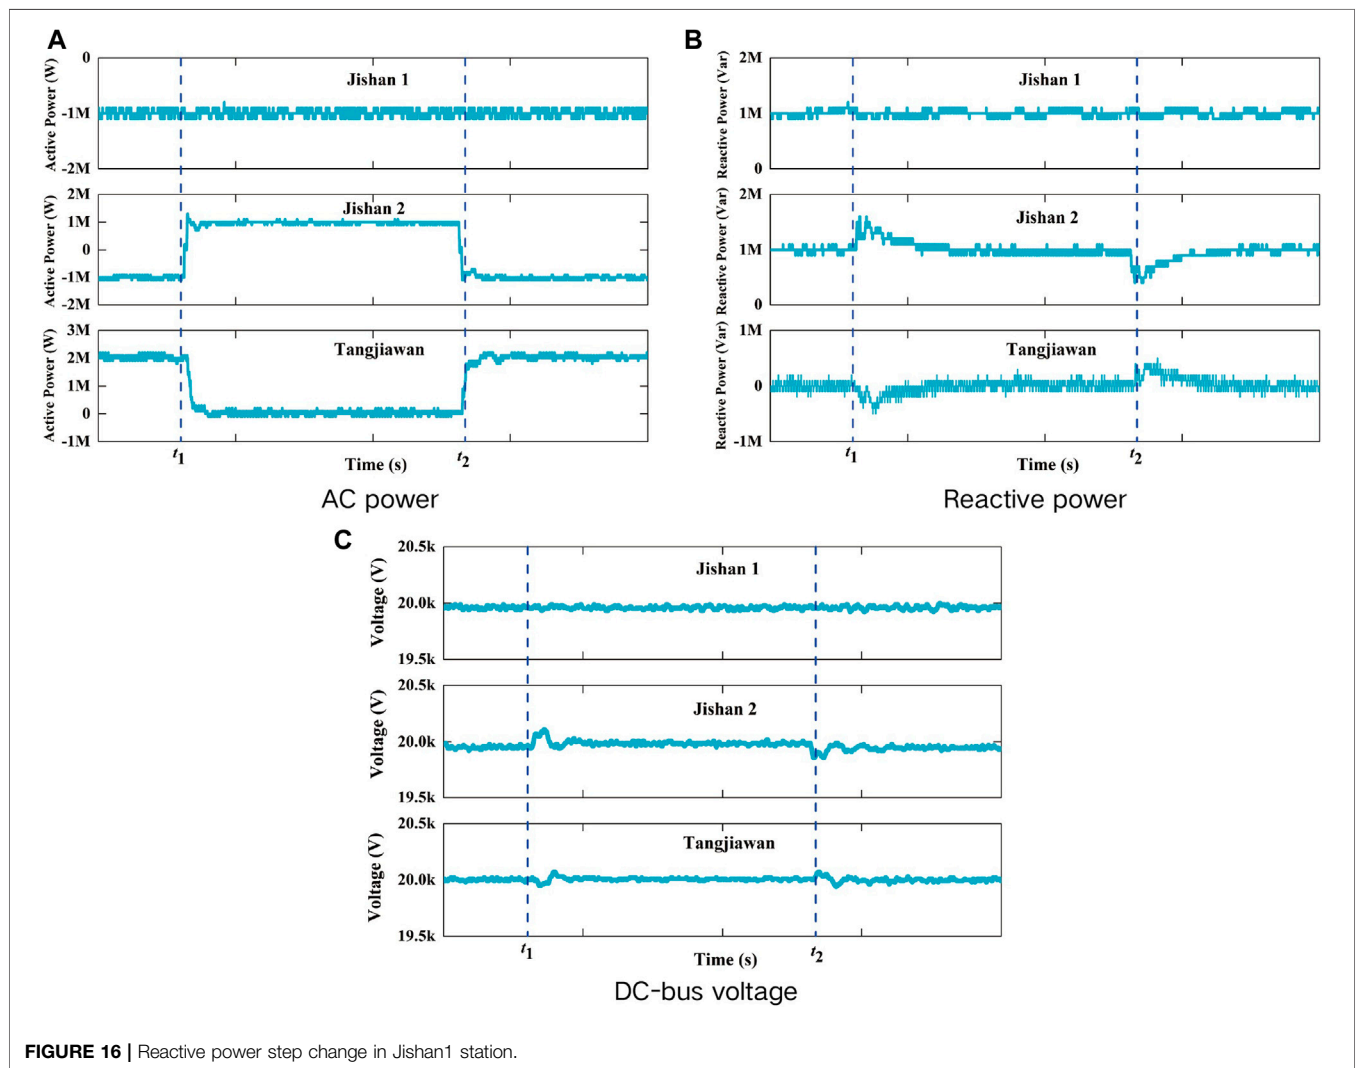 A
Active Power (W)
0
-1M
-2M
Jishan 1
Active Power (W)
2M
1M
0
-1M
-2M
Jishan 2
Active Power (W)
3M
2M
1M
0
-1M
Tangjiawan
t1
Time (s)
t2
AC power
B
Reactive Power (Var)
2M
1M
0
Jishan 1
Reactive Power (Var)
2M
1M
0
Jishan 2
Reactive Power (Var)
1M
0
-1M
Tangjiawan
t1
Time (s)
t2
Reactive power
C
Voltage (V)
20.5k
20.0k
19.5k
Jishan 1
Voltage (V)
20.5k
20.0k
19.5k
Jishan 2
Voltage (V)
20.5k
20.0k
19.5k
Tangjiawan
t1
Time (s)
t2
DC-bus voltage
FIGURE 16 | Reactive power step change in Jishan1 station.